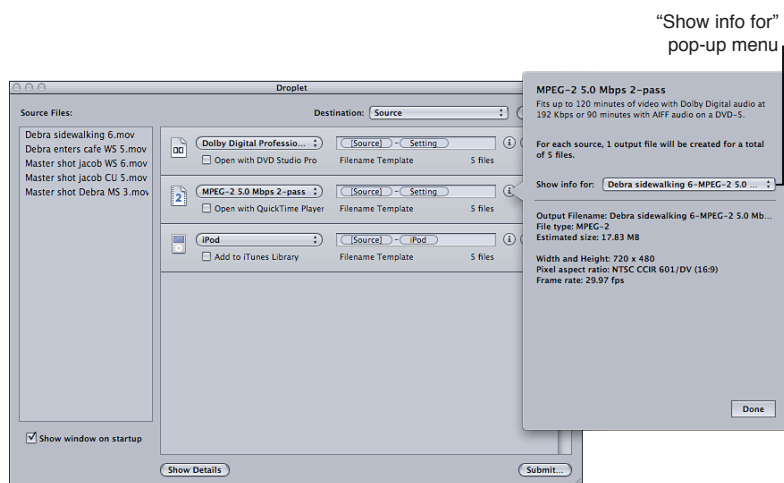 “Show info for”
pop-up menu
Droplet
Source Files:
Destination: Source
Debra sidewalking 6.mov
Debra enters cafe WS 5.mov
Master shot jacob WS 6.mov
Master shot jacob CU 5.mov
Master shot Debra MS 3.mov
Dolby Digital Professio...
[Source] - Setting
Open with DVD Studio Pro
Filename Template
5 files
2
MPEG-2 5.0 Mbps 2-pass
[Source] - Setting
Open with QuickTime Player
Filename Template
5 files
iPod
[Source] - iPod
Add to iTunes Library
Filename Template
5 files
Show window on startup
Show Details
Submit...
MPEG-2 5.0 Mbps 2-pass
Fits up to 120 minutes of video with Dolby Digital audio at
192 Kbps or 90 minutes with AIFF audio on a DVD-5.
For each source, 1 output file will be created for a total
of 5 files.
Show info for: Debra sidewalking 6-MPEG-2 5.0 ...
Output Filename: Debra sidewalking 6-MPEG-2 5.0 Mb...
File type: MPEG-2
Estimated size: 17.83 MB
Width and Height: 720 x 480
Pixel aspect ratio: NTSC CCIR 601/DV (16:9)
Frame rate: 29.97 fps
Done